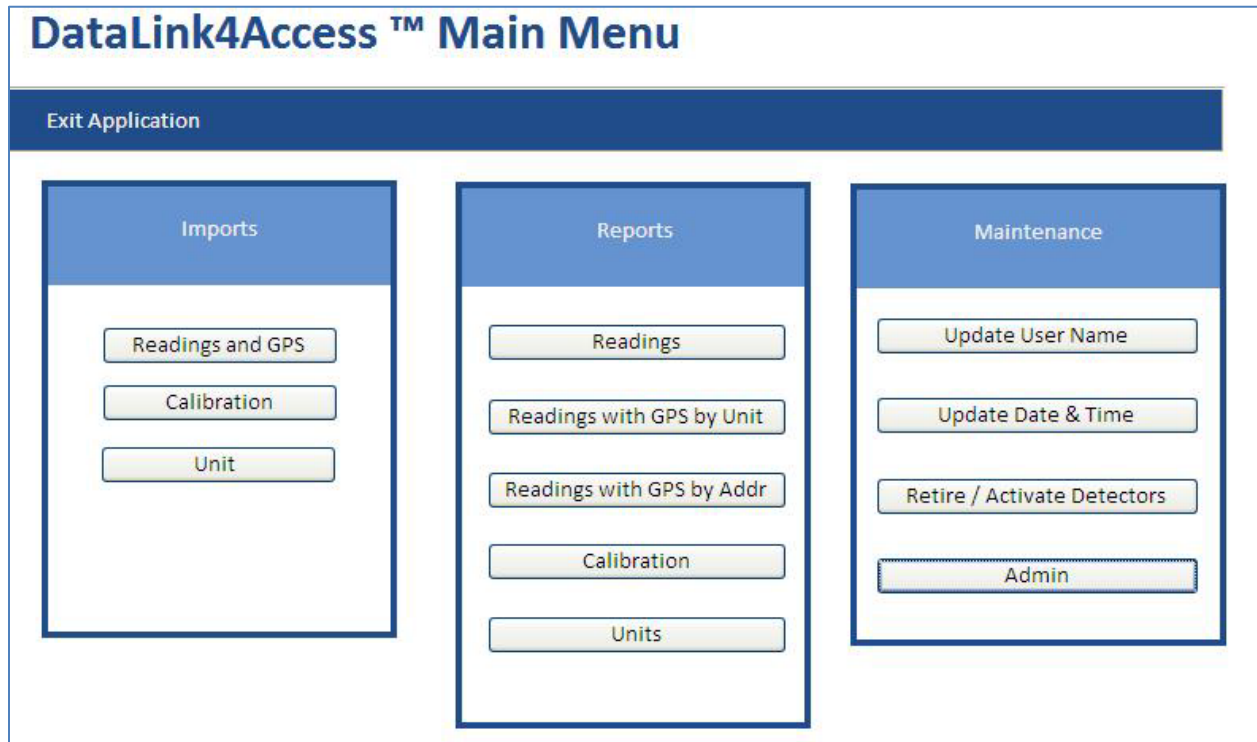 DataLink4Access ™ Main Menu
Exit Application
Imports
Readings and GPS
Calibration
Unit
Reports
Readings
Readings with GPS by Unit
Readings with GPS by Addr
Calibration
Units
Maintenance
Update User Name
Update Date & Time
Retire / Activate Detectors
Admin